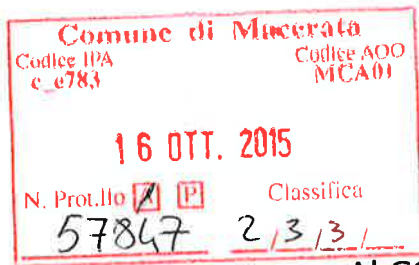 Comune di Macerata
Codice IPA Codice AOO
c_e783 MCA01
16 OTT. 2015
N. Prot.llo A P Classifica
57847 2,3,3,